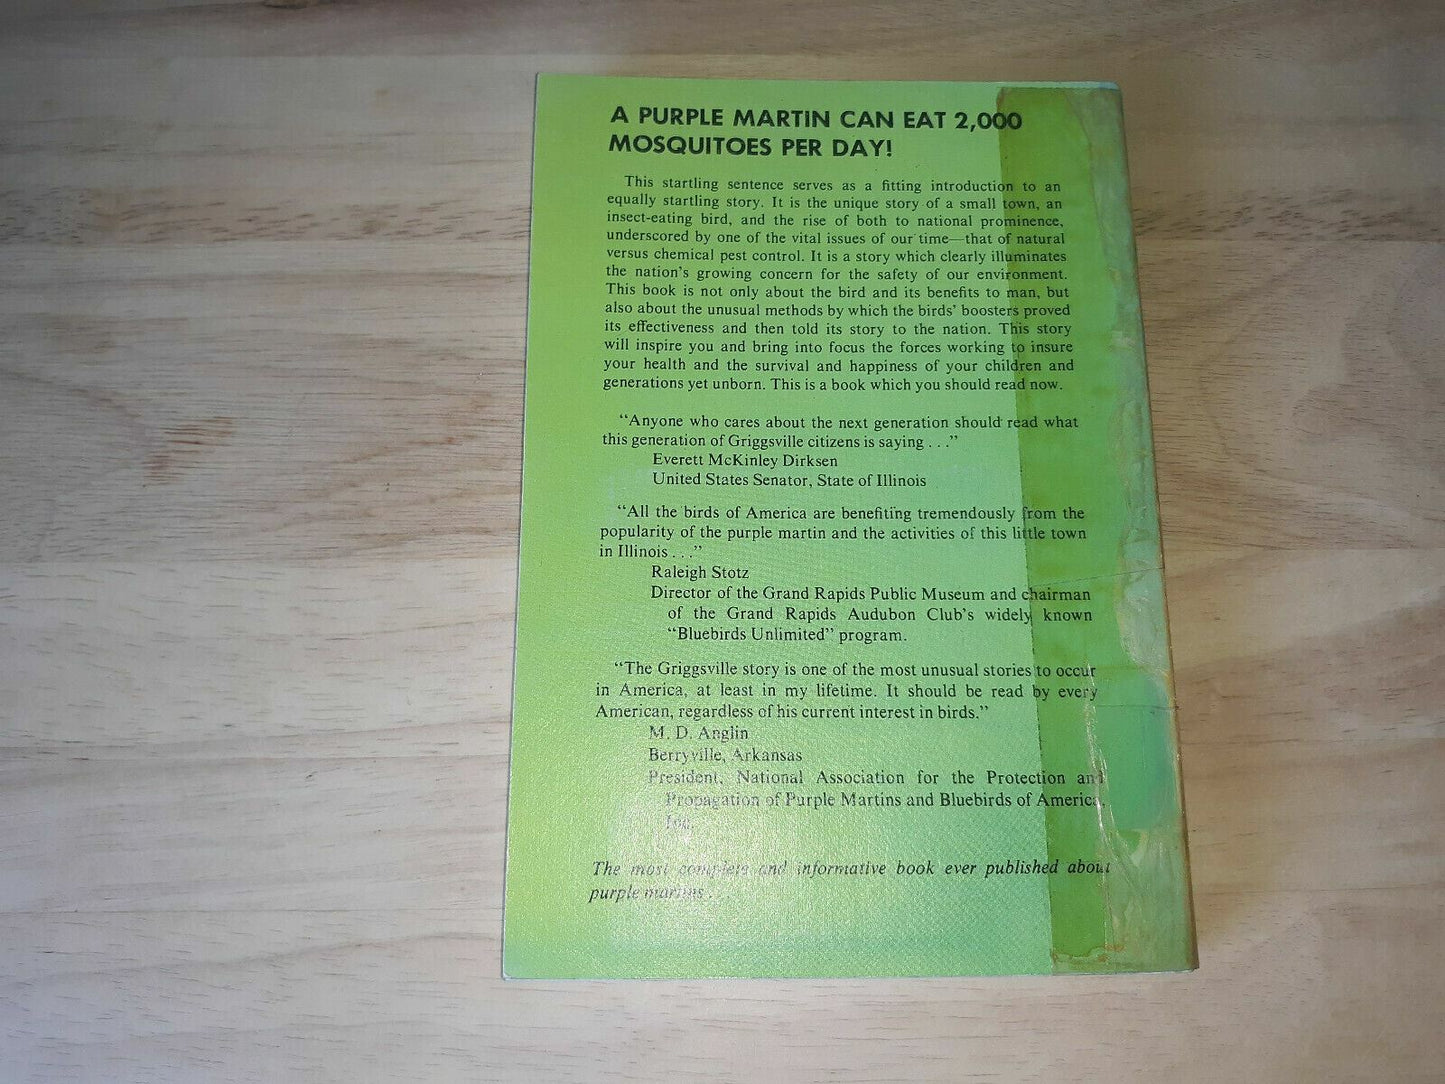 A PURPLE MARTIN CAN EAT 2,000
MOSQUITOES PER DAY!
This startling sentence serves as a fitting introduction to an
equally startling story. It is the unique story of a small town, an
insect-eating bird, and the rise of both to national prominence,
underscored by one of the vital issues of our time—that of natural
versus chemical pest control. It is a story which clearly illuminates
the nation's growing concern for the safety of our environment.
This book is not only about the bird and its benefits to man, but
also about the unusual methods by which the birds' boosters proved
its effectiveness and then told its story to the nation. This story
will inspire you and bring into focus the forces working to insure
your health and the survival and happiness of your children and
generations yet unborn. This is a book which you should read now.
"Anyone who cares about the next generation should read what
this generation of Griggsville citizens is saying . . ."
Everett McKinley Dirksen
United States Senator, State of Illinois
"All the birds of America are benefiting tremendously from the
popularity of the purple martin and the activities of this little town
in Illinois . . ."
Raleigh Stotz
Director of the Grand Rapids Public Museum and chairman
of the Grand Rapids Audubon Club's widely known
"Bluebirds Unlimited" program.
"The Griggsville story is one of the most unusual stories to occur
in America, at least in my lifetime. It should be read by every
American, regardless of his current interest in birds."
M. D. Anglin
Berryville, Arkansas
President, National Association for the Protection and
Propagation of Purple Martins and Bluebirds of America,
Inc.
The most complete and informative book ever published about
purple martins . . .